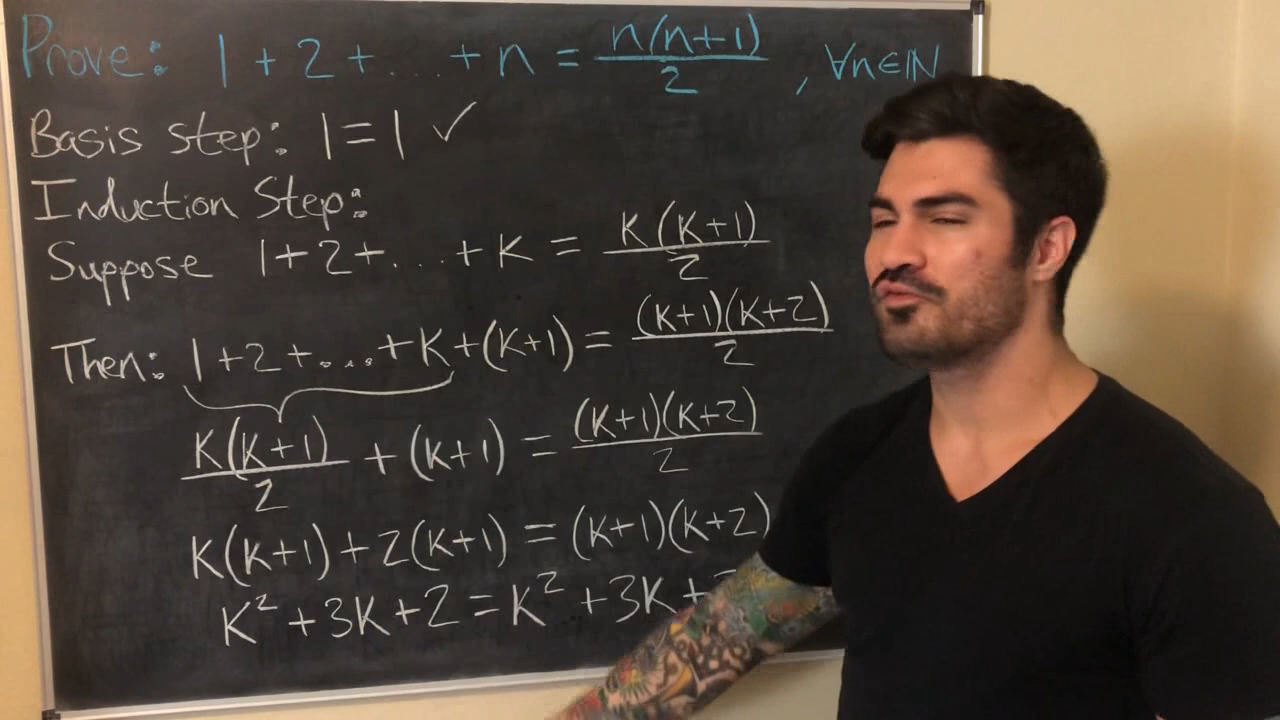 Prove: 1 + 2 + ... + n = n(n+1)/2 , ∀n∈ℕ
Basis step: 1 = 1 ✓
Induction Step:
Suppose 1 + 2 + ... + K = K(K+1)/2
Then: 1 + 2 + .... + K + (K+1) = (K+1)(K+2)/2
K(K+1)/2 + (K+1) = (K+1)(K+2)/2
K(K+1) + 2(K+1) = (K+1)(K+2)
K² + 3K + 2 = K² + 3K +